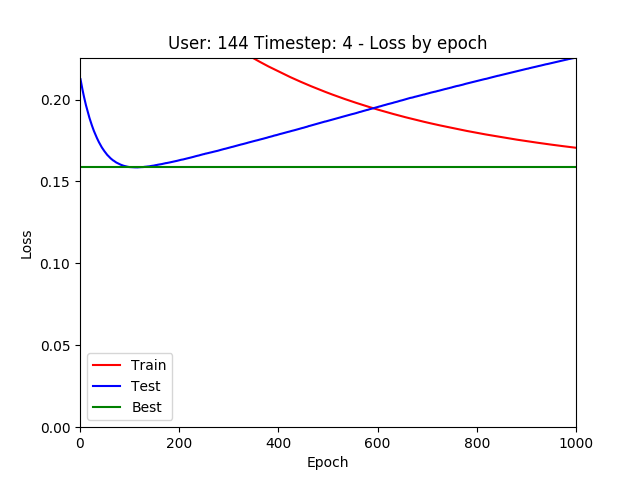 User: 144 Timestep: 4 - Loss by epoch
Loss
0.20
0.15
0.10
0.05
0.00
Train
Test
Best
0 200 400 600 800 1000
Epoch